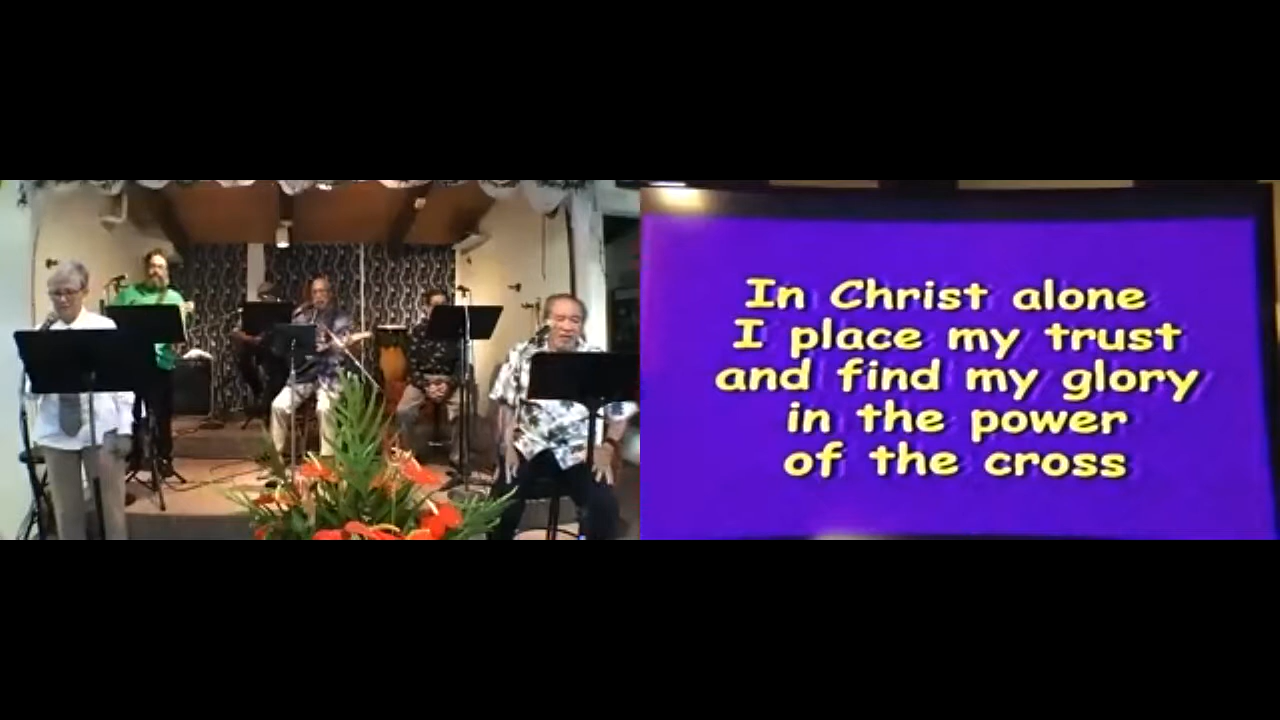 In Christ alone
I place my trust
and find my glory
in the power
of the cross